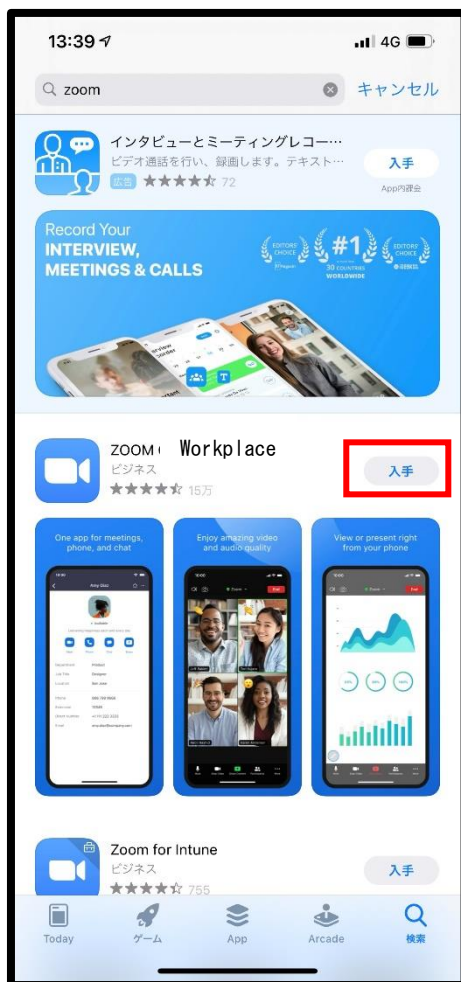 13:39
4G
zoom
キャンセル
インタビューとミーティングレコー…
ビデオ通話を行い、録画します。テキスト…
入手
広告 ★★★★☆ 72
App内課金
Record Your
INTERVIEW,
MEETINGS & CALLS
EDITORS' CHOICE
#1
30 COUNTRIES
WORLDWIDE
EDITORS' CHOICE
ZOOM Workplace
ビジネス
入手
★★★★☆ 15万
One app for meetings,
phone, and chat
Enjoy amazing video
and audio quality
View or present right
from your phone
Zoom for Intune
ビジネス
入手
★★★★☆ 755
Today
ゲーム
App
Arcade
検索